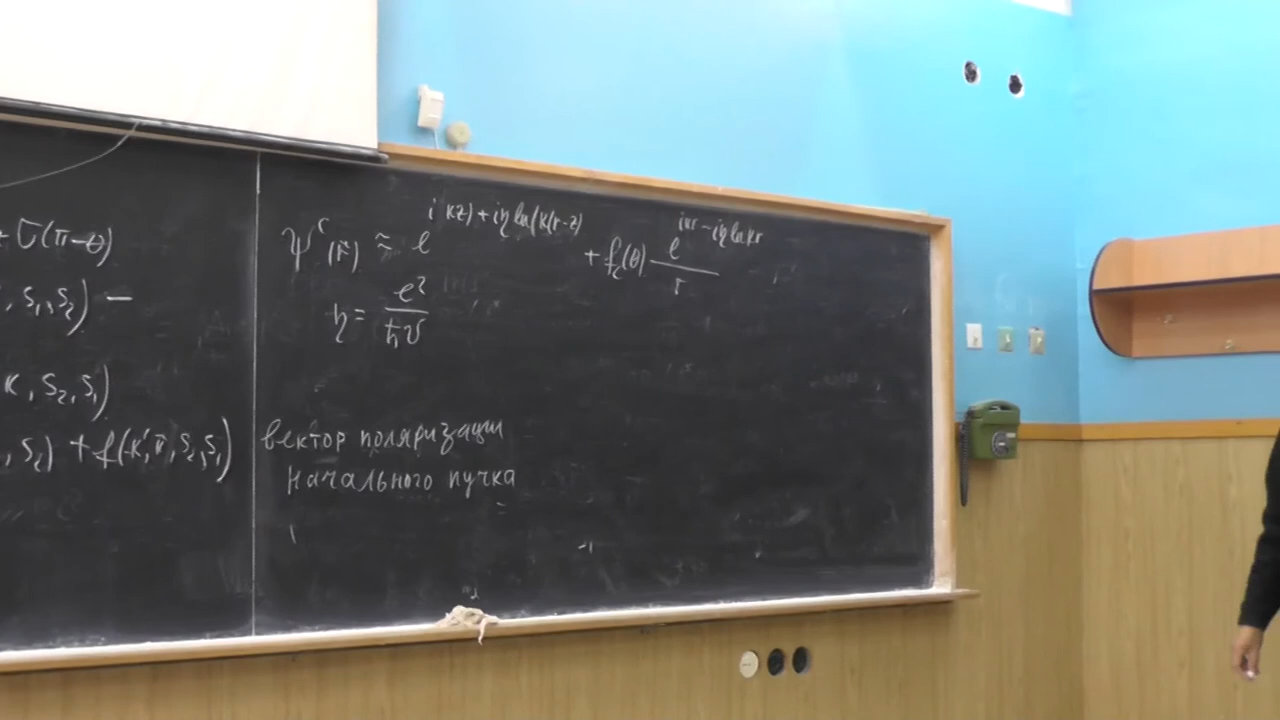 + σ(π-θ)
, s₁, s₂) —
κ, s₂, s₁)
, s₂) + f(-k', κ, s₂, s₁)
ψᶜ(r⃗) ≈ e^{i(kz) + iη ln(k(r-z)} + f_c(θ) e^{ikr - iη ln kr} / r
η = e² / ħv
вектор поляризации
начального пучка